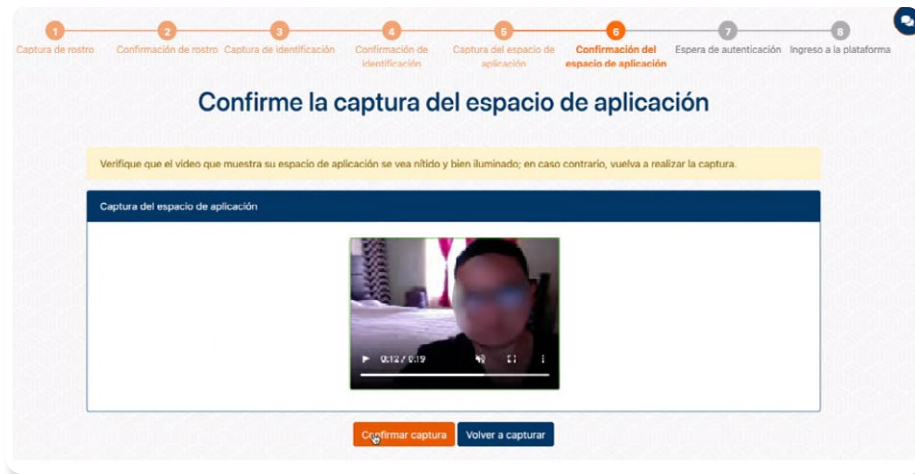 1 2 3 4 5 6 7 8
Captura de rostro Confirmación de rostro Captura de identificación Confirmación de identificación Captura del espacio de aplicación Confirmación del espacio de aplicación Espera de autenticación Ingreso a la plataforma
Confirme la captura del espacio de aplicación
Verifique que el video que muestra su espacio de aplicación se vea nítido y bien iluminado; en caso contrario, vuelva a realizar la captura.
Captura del espacio de aplicación
0:12 / 0:19
Confirmar captura Volver a capturar